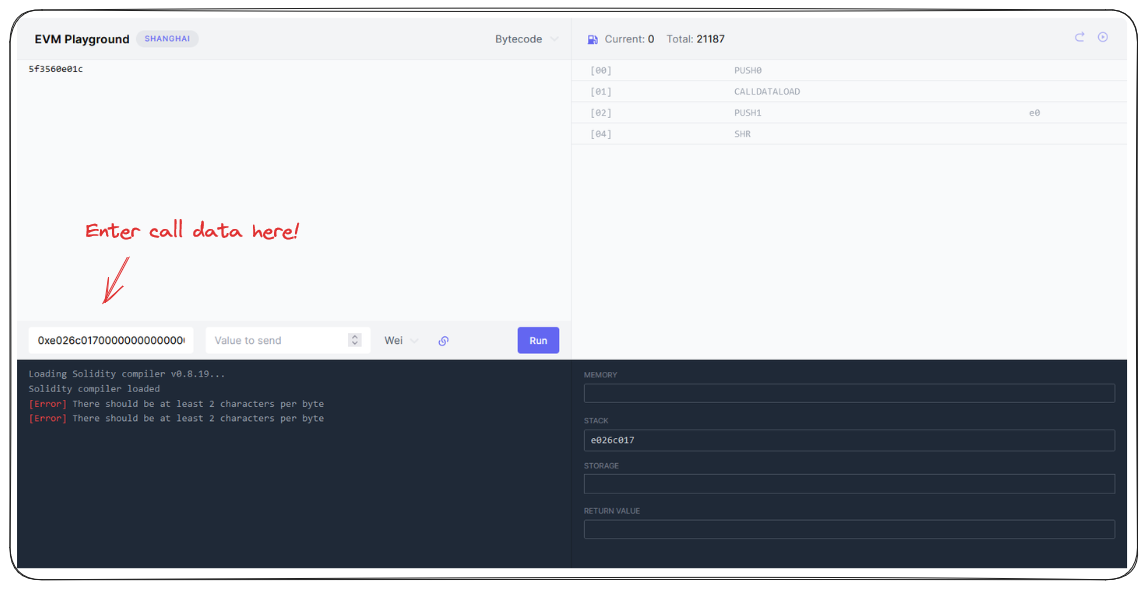 EVM Playground SHANGHAI Bytecode
Current: 0 Total: 21187
5f3560e01c
[00] PUSH0
[01] CALLDATALOAD
[02] PUSH1 e0
[04] SHR
Enter call data here!
0xe026c0170000000000000 Value to send Wei Run
Loading Solidity compiler v0.8.19...
Solidity compiler loaded
[Error] There should be at least 2 characters per byte
[Error] There should be at least 2 characters per byte
MEMORY
STACK
e026c017
STORAGE
RETURN VALUE